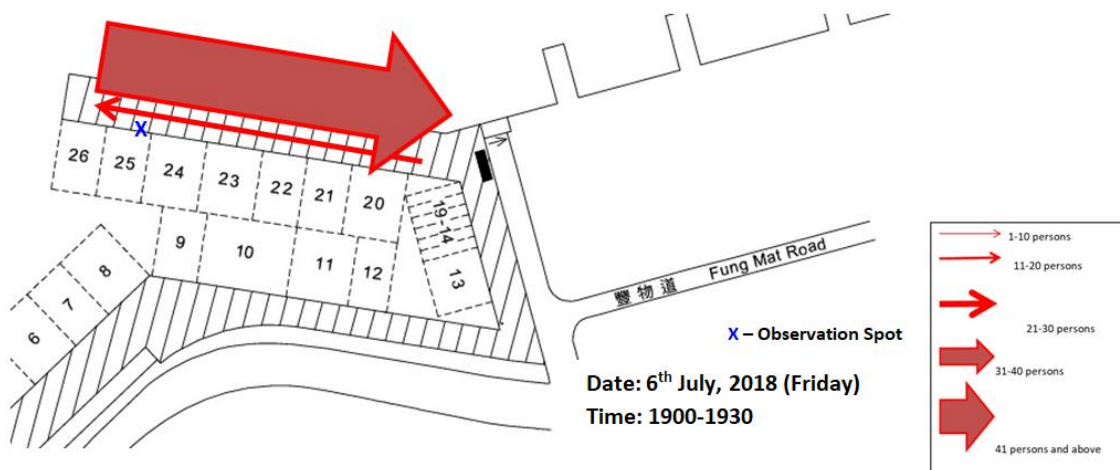 X
26
25
24
23
22
21
20
19-14
13
9
10
11
12
8
7
6
豐物道 Fung Mat Road
X – Observation Spot
Date: 6th July, 2018 (Friday)
Time: 1900-1930
1-10 persons
11-20 persons
21-30 persons
31-40 persons
41 persons and above